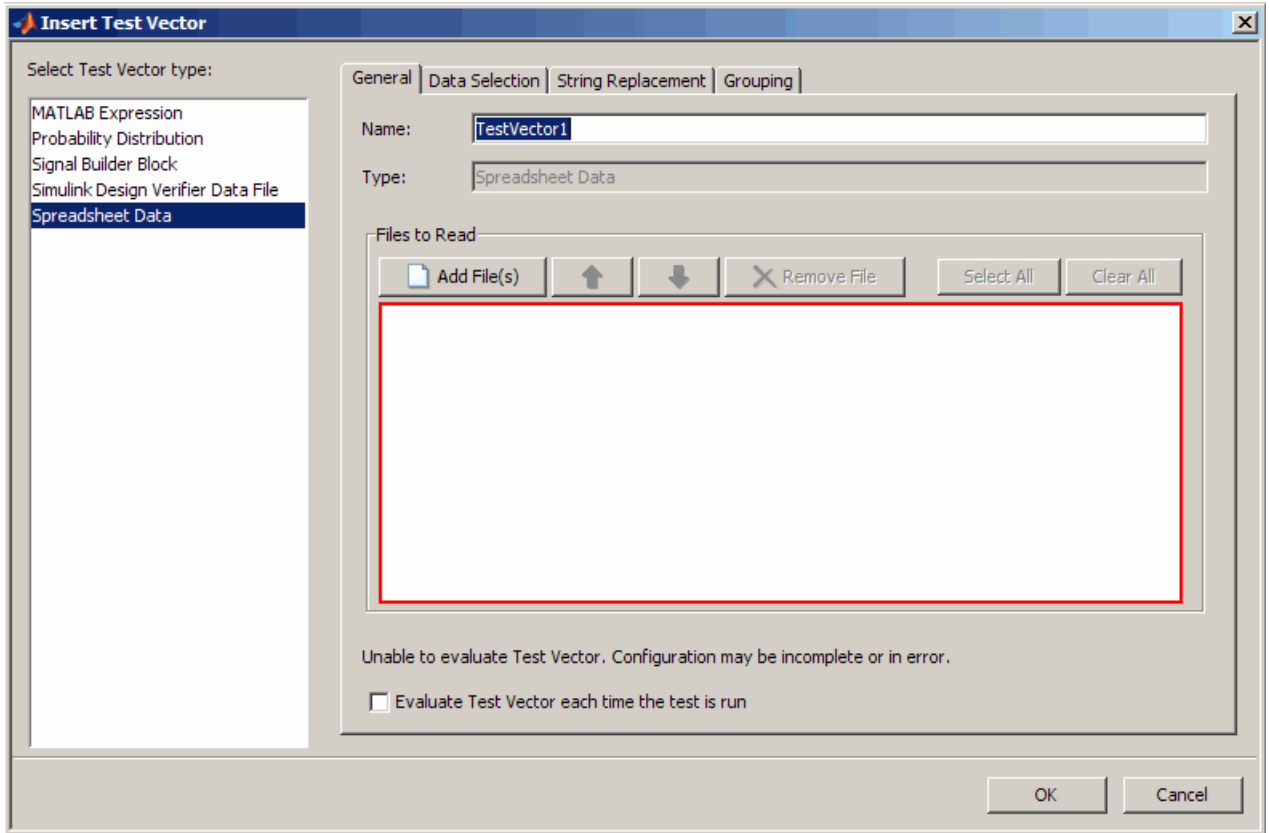 Insert Test Vector
Select Test Vector type:
MATLAB Expression
Probability Distribution
Signal Builder Block
Simulink Design Verifier Data File
Spreadsheet Data
General Data Selection String Replacement Grouping
Name: TestVector1
Type: Spreadsheet Data
Files to Read
Add File(s) Remove File Select All Clear All
Unable to evaluate Test Vector. Configuration may be incomplete or in error.
Evaluate Test Vector each time the test is run
OK Cancel